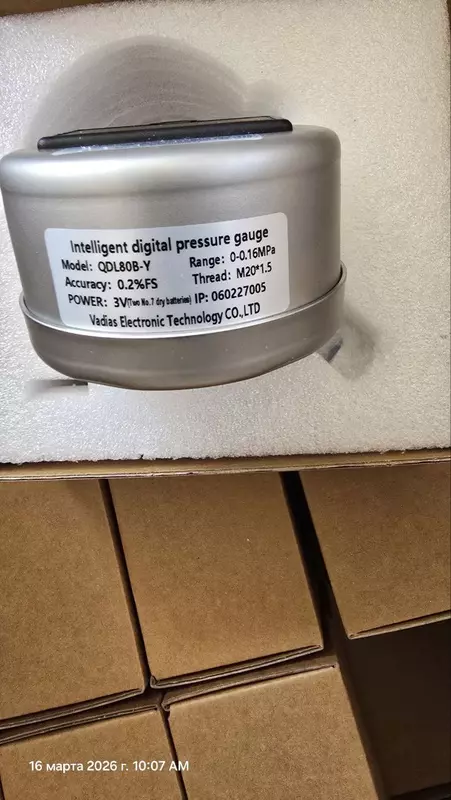 Intelligent digital pressure gauge
Model: QDL80B-Y Range: 0-0.16MPa
Accuracy: 0.2%FS Thread: M20*1.5
POWER: 3V(Two No.7 dry batteries) IP: 060227005
Vadias Electronic Technology CO.,LTD
16 марта 2026 г. 10:07 AM